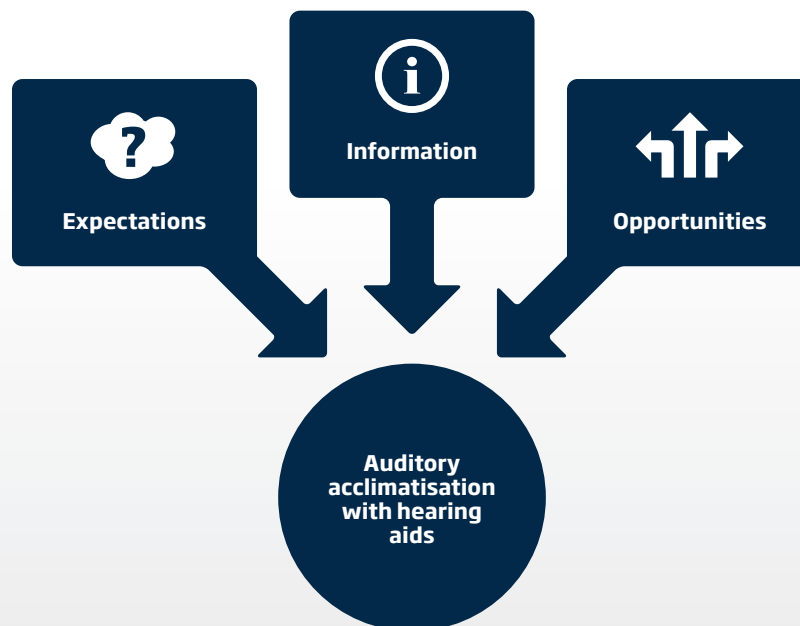 Information
Expectations
Opportunities
Auditory
acclimatisation
with hearing
aids